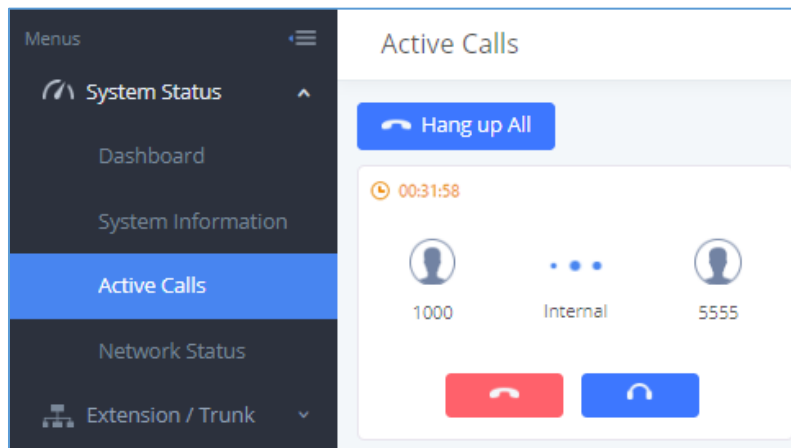 Menus
System Status
Dashboard
System Information
Active Calls
Network Status
Extension / Trunk
Active Calls
Hang up All
00:31:58
1000
Internal
5555